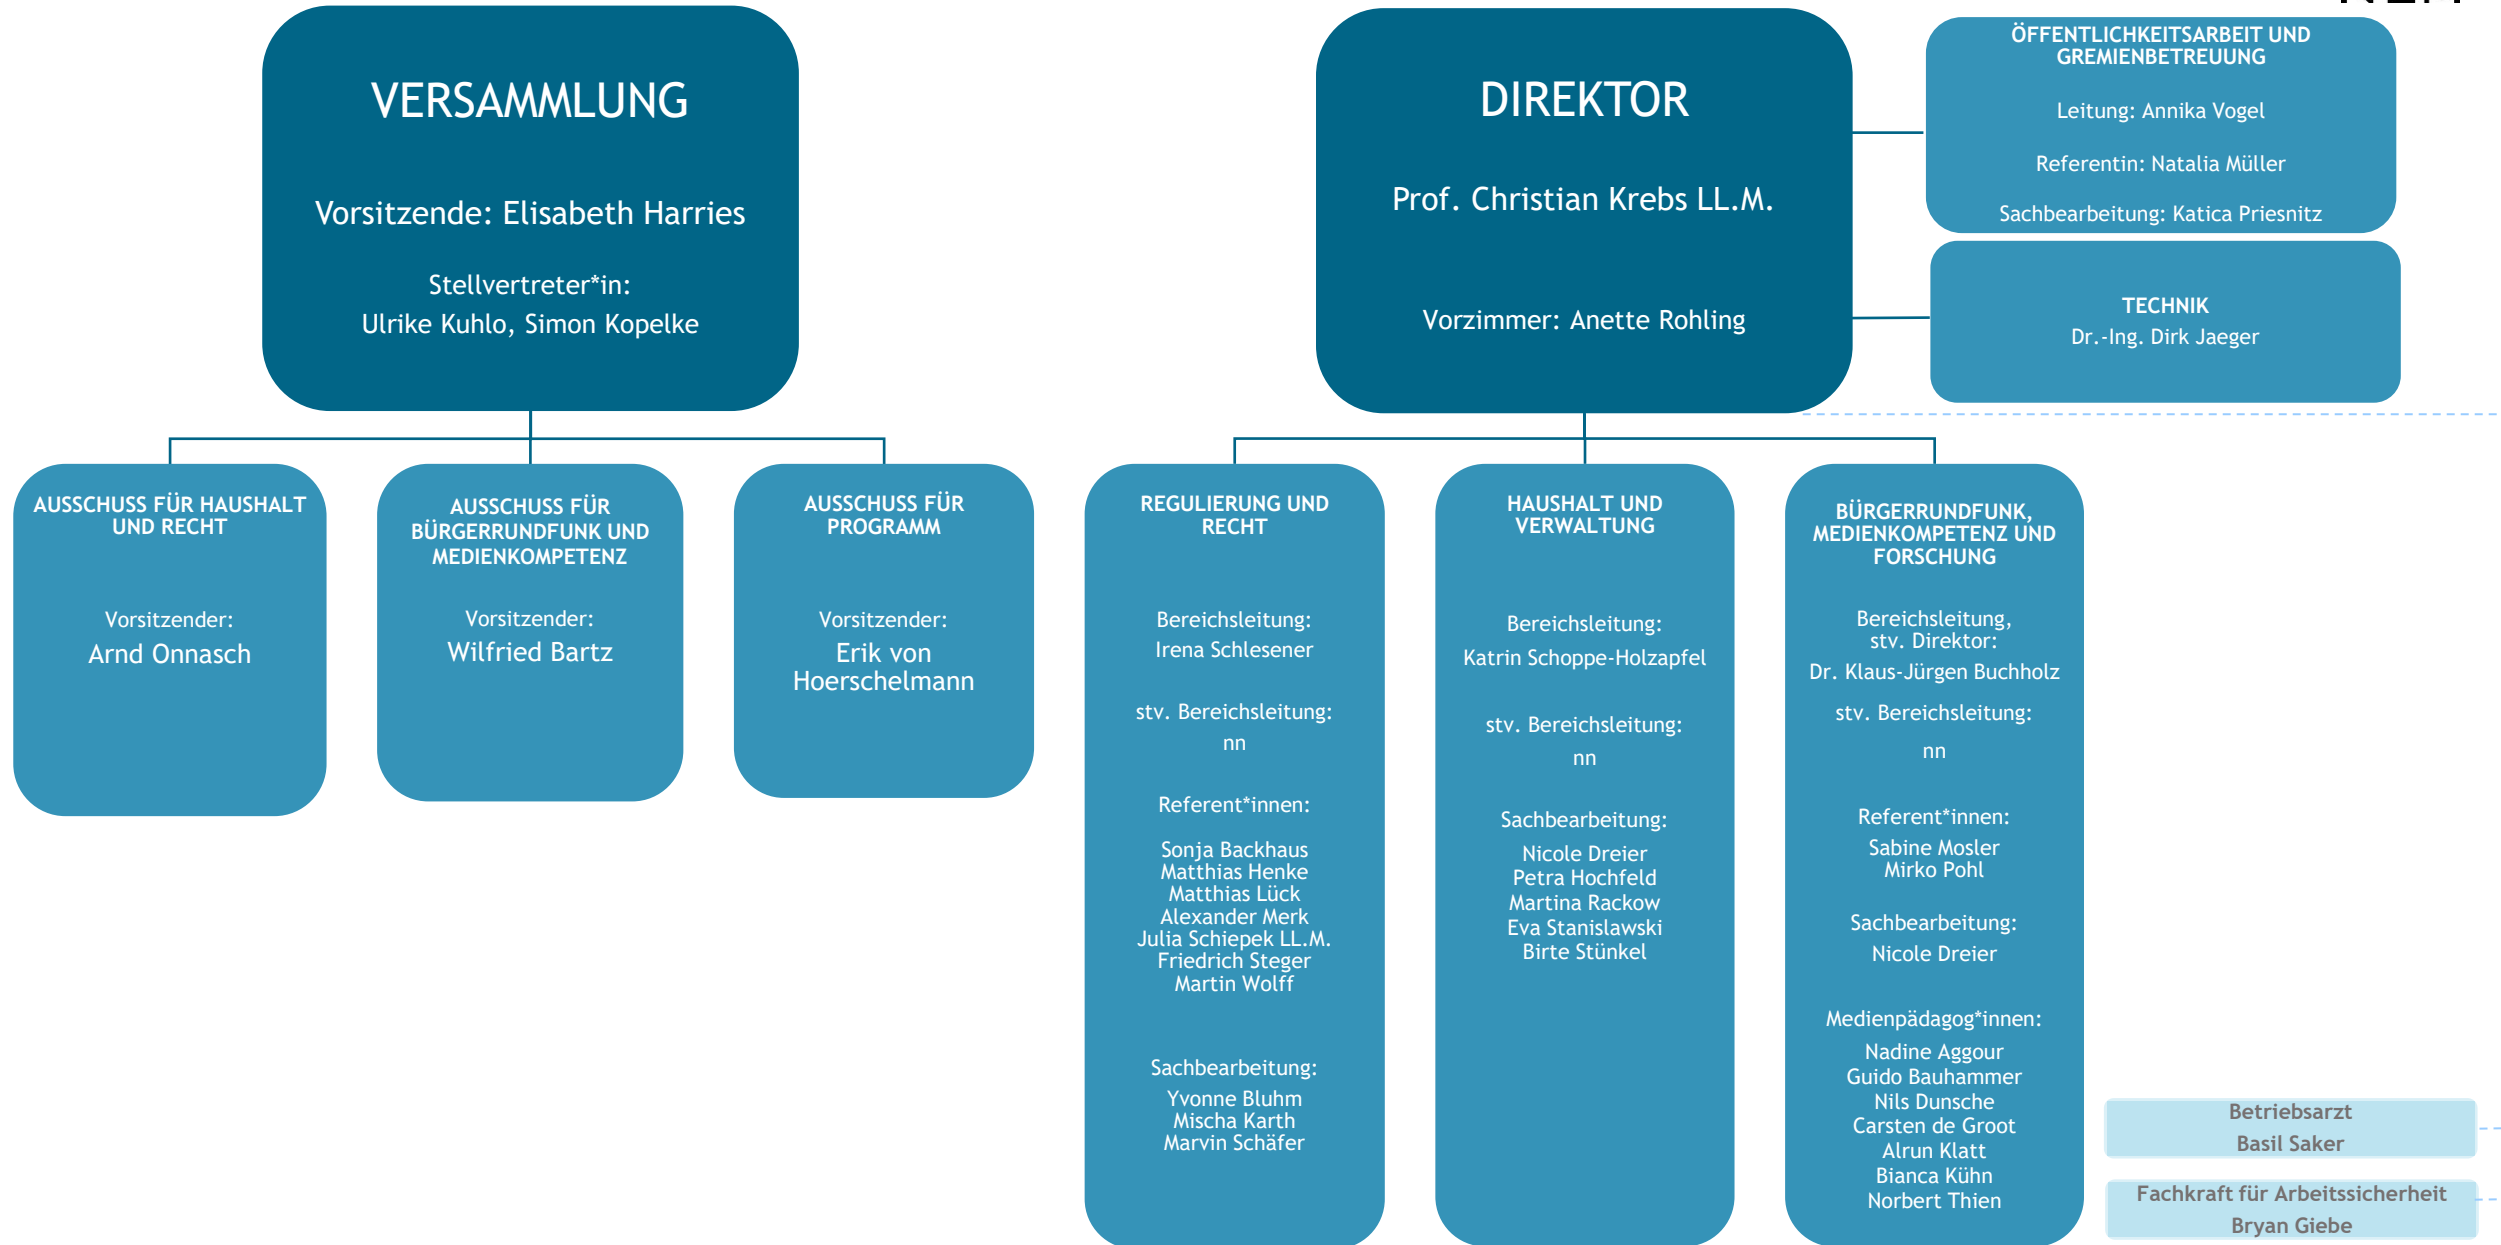 VERSAMMLUNG
Vorsitzende: Elisabeth Harries
Stellvertreter*in:
Ulrike Kuhlo, Simon Kopelke
DIREKTOR
Prof. Christian Krebs LL.M.
Vorzimmer: Anette Rohling
ÖFFENTLICHKEITSARBEIT UND
GREMIENBETREUUNG
Leitung: Annika Vogel
Referentin: Natalia Müller
Sachbearbeitung: Katica Priesnitz
TECHNIK
Dr.-Ing. Dirk Jaeger
AUSSCHUSS FÜR HAUSHALT
UND RECHT
Vorsitzender:
Arnd Onnasch
AUSSCHUSS FÜR
BÜRGERRUNDFUNK UND
MEDIENKOMPETENZ
Vorsitzender:
Wilfried Bartz
AUSSCHUSS FÜR
PROGRAMM
Vorsitzender:
Erik von
Hoerschelmann
REGULIERUNG UND
RECHT
Bereichsleitung:
Irena Schlesener
stv. Bereichsleitung:
nn
Referent*innen:
Sonja Backhaus
Matthias Henke
Matthias Lück
Alexander Merk
Julia Schiepek LL.M.
Friedrich Steger
Martin Wolff
Sachbearbeitung:
Yvonne Bluhm
Mischa Karth
Marvin Schäfer
HAUSHALT UND
VERWALTUNG
Bereichsleitung:
Katrin Schoppe-Holzapfel
stv. Bereichsleitung:
nn
Sachbearbeitung:
Nicole Dreier
Petra Hochfeld
Martina Rackow
Eva Stanislawski
Birte Stünkel
BÜRGERRUNDFUNK,
MEDIENKOMPETENZ UND
FORSCHUNG
Bereichsleitung,
stv. Direktor:
Dr. Klaus-Jürgen Buchholz
stv. Bereichsleitung:
nn
Referent*innen:
Sabine Mosler
Mirko Pohl
Sachbearbeitung:
Nicole Dreier
Medienpädagog*innen:
Nadine Aggour
Guido Bauhammer
Nils Dunsche
Carsten de Groot
Alrun Klatt
Bianca Kühn
Norbert Thien
Betriebsarzt
Basil Saker
Fachkraft für Arbeitssicherheit
Bryan Giebe